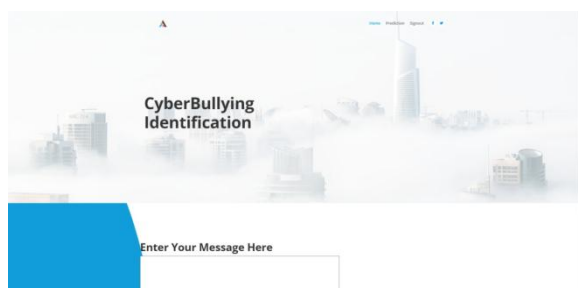 Home Prediction Signout
CyberBullying
Identification
Enter Your Message Here